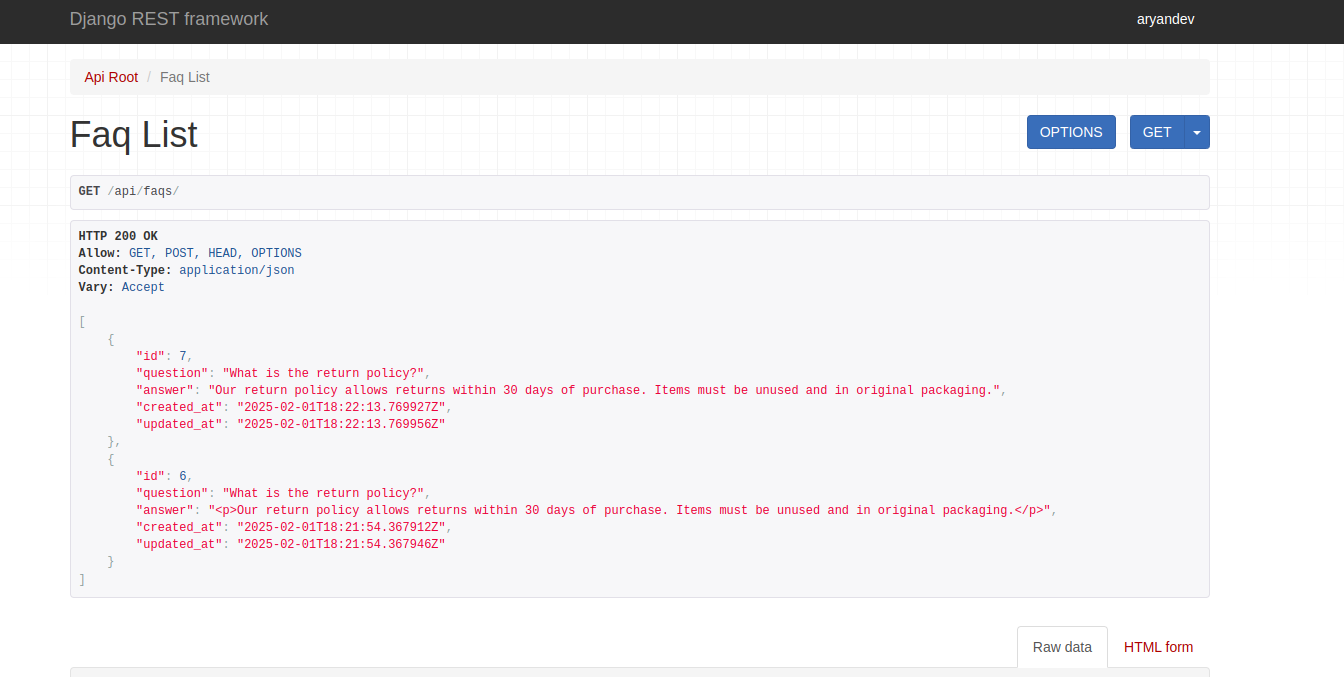 Django REST framework
aryandev
Api Root / Faq List
Faq List
OPTIONS
GET
GET /api/faqs/
HTTP 200 OK
Allow: GET, POST, HEAD, OPTIONS
Content-Type: application/json
Vary: Accept
[
    {
        "id": 7,
        "question": "What is the return policy?",
        "answer": "Our return policy allows returns within 30 days of purchase. Items must be unused and in original packaging.",
        "created_at": "2025-02-01T18:22:13.769927Z",
        "updated_at": "2025-02-01T18:22:13.769956Z"
    },
    {
        "id": 6,
        "question": "What is the return policy?",
        "answer": "<p>Our return policy allows returns within 30 days of purchase. Items must be unused and in original packaging.</p>",
        "created_at": "2025-02-01T18:21:54.367912Z",
        "updated_at": "2025-02-01T18:21:54.367946Z"
    }
]
Raw data
HTML form